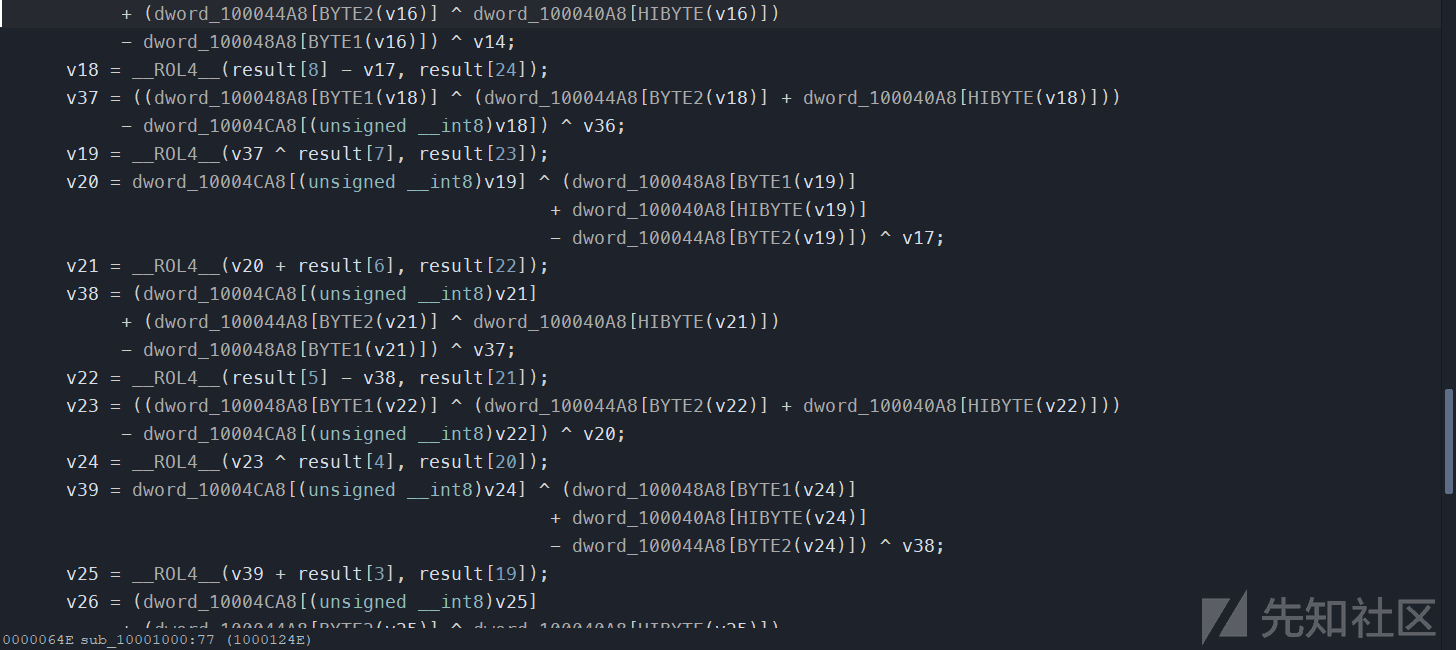 + (dword_100044A8[BYTE2(v16)] ^ dword_100040A8[HIBYTE(v16)])
- dword_100048A8[BYTE1(v16)]) ^ v14;
v18 = __ROL4__(result[8] - v17, result[24]);
v37 = ((dword_100048A8[BYTE1(v18)] ^ (dword_100044A8[BYTE2(v18)] + dword_100040A8[HIBYTE(v18)]))
- dword_10004CA8[(unsigned __int8)v18]) ^ v36;
v19 = __ROL4__(v37 ^ result[7], result[23]);
v20 = dword_10004CA8[(unsigned __int8)v19] ^ (dword_100048A8[BYTE1(v19)]
+ dword_100040A8[HIBYTE(v19)]
- dword_100044A8[BYTE2(v19)]) ^ v17;
v21 = __ROL4__(v20 + result[6], result[22]);
v38 = (dword_10004CA8[(unsigned __int8)v21]
+ (dword_100044A8[BYTE2(v21)] ^ dword_100040A8[HIBYTE(v21)])
- dword_100048A8[BYTE1(v21)]) ^ v37;
v22 = __ROL4__(result[5] - v38, result[21]);
v23 = ((dword_100048A8[BYTE1(v22)] ^ (dword_100044A8[BYTE2(v22)] + dword_100040A8[HIBYTE(v22)]))
- dword_10004CA8[(unsigned __int8)v22]) ^ v20;
v24 = __ROL4__(v23 ^ result[4], result[20]);
v39 = dword_10004CA8[(unsigned __int8)v24] ^ (dword_100048A8[BYTE1(v24)]
+ dword_100040A8[HIBYTE(v24)]
- dword_100044A8[BYTE2(v24)]) ^ v38;
v25 = __ROL4__(v39 + result[3], result[19]);
v26 = (dword_10004CA8[(unsigned __int8)v25]
+ (dword_100044A8[BYTE2(v25)] ^ dword_100040A8[HIBYTE(v25)])
0000064E sub_10001000:77 (1000124E)
先知社区